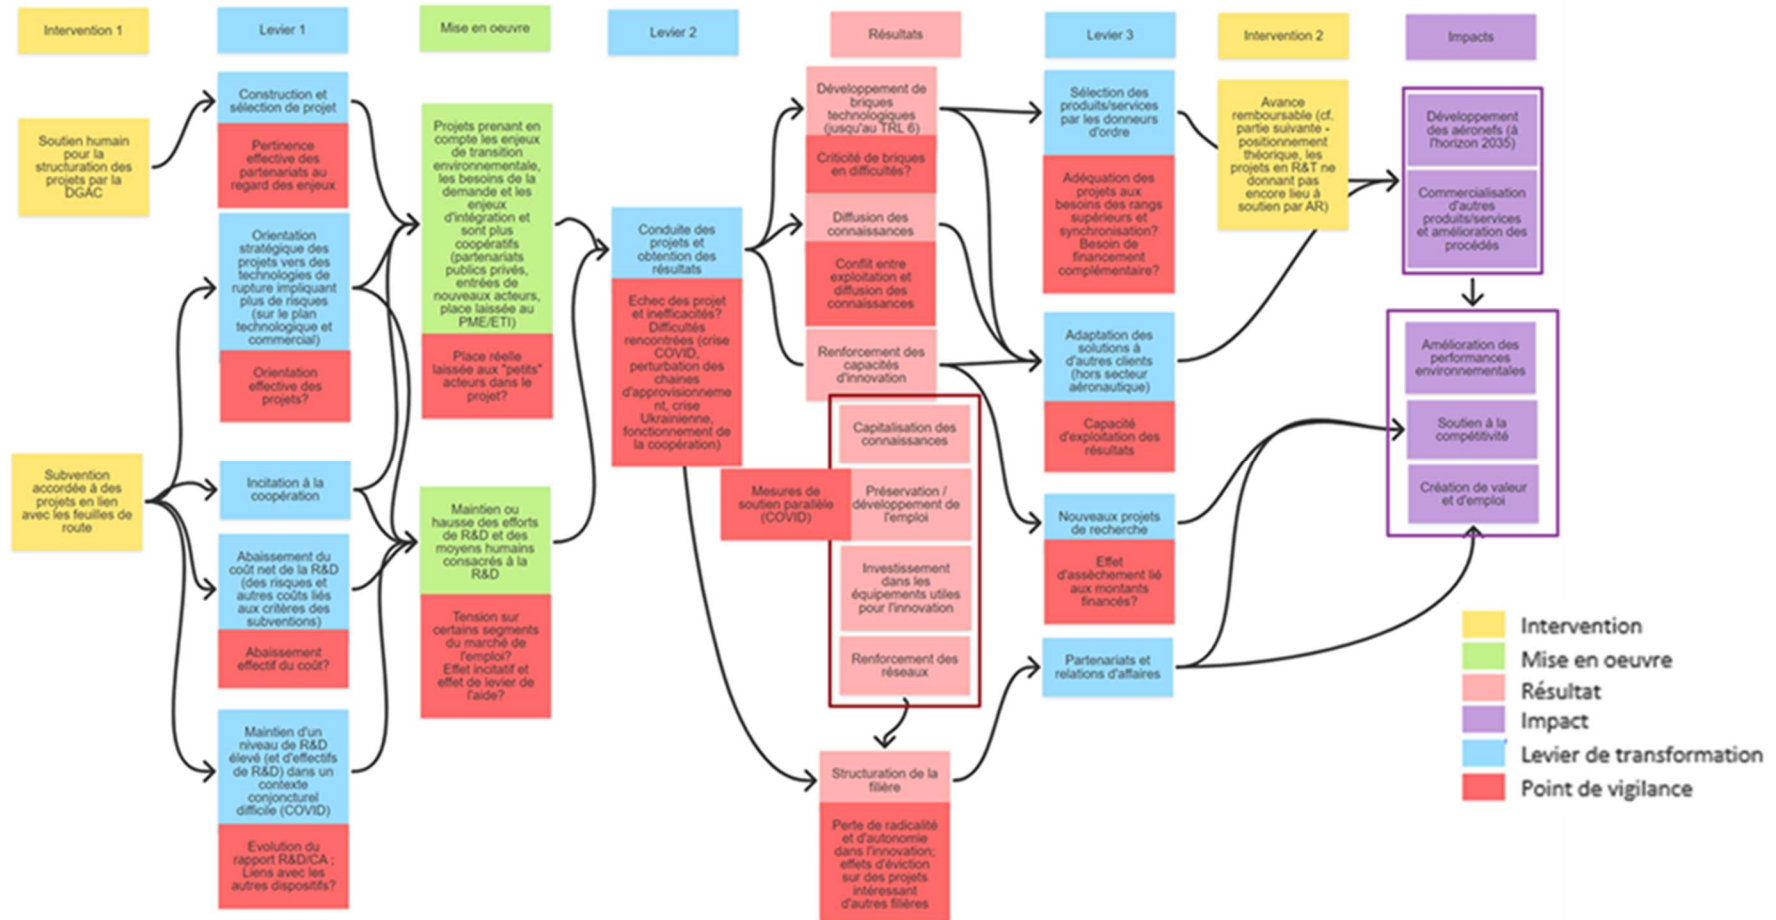 Intervention 1
Levier 1
Mise en oeuvre
Levier 2
Résultats
Levier 3
Intervention 2
Impacts
Soutien humain
pour la
structuration des
projets par la
DGAC
Subvention
accordée à des
projets en lien
avec les feuilles de
route
Construction et
sélection de projet
Pertinence
effective des
partenariats au
regard des enjeux
Orientation
stratégique des
projets vers des
technologies de
rupture impliquant
plus de risques
(sur le plan
technologique et
commercial)
Orientation
effective des
projets?
Incitation à la
coopération
Abaissement du
coût net de la R&D
(des risques et
autres coûts liés
aux critères des
subventions)
Abaissement
effectif du coût?
Maintien d'un
niveau de R&D
élevé (et d'effectifs
de R&D) dans un
contexte
conjoncturel
difficile (COVID)
Evolution du
rapport R&D/CA ;
Liens avec les
autres dispositifs?
Projets prenant en
compte les enjeux
de transition
environnementale,
les besoins de la
demande et les
enjeux
d'intégration et
sont plus
coopératifs
(partenariats
publics privés,
entrées de
nouveaux acteurs,
place laissée au
PME/ETI)
Place réelle
laissée aux "petits"
acteurs dans le
projet?
Maintien ou
hausse des efforts
de R&D et des
moyens humains
consacrés à la
R&D
Tension sur
certains segments
du marché de
l'emploi?
Effet incitatif et
effet de levier de
l'aide?
Conduite des
projets et
obtention des
résultats
Echec des projet
et inefficacités?
Difficultés
rencontrées (crise
COVID,
perturbation des
chaines
d'approvisionneme
nt, crise
Ukrainienne,
fonctionnement de
la coopération)
Développement de
briques
technologiques
(jusqu'au TRL 6)
Criticité de briques
en difficultés?
Diffusion des
connaissances
Conflit entre
exploitation et
diffusion des
connaissances
Renforcement des
capacités
d'innovation
Capitalisation des
connaissances
Mesures de
soutien parallèle
(COVID)
Préservation /
développement de
l'emploi
Investissement
dans les
équipements utiles
pour l'innovation
Renforcement des
réseaux
Structuration de la
filière
Perte de radicalité
et d'autonomie
dans l'innovation;
effets d'éviction
sur des projets
intéressant
d'autres filières
Sélection des
produits/services
par les donneurs
d'ordre
Adéquation des
projets aux
besoins des rangs
supérieurs et
synchronisation?
Besoin de
financement
complémentaire?
Adaptation des
solutions à
d'autres clients
(hors secteur
aéronautique)
Capacité
d'exploitation des
résultats
Nouveaux projets
de recherche
Effet
d'assèchement lié
aux montants
financés?
Partenariats et
relations d'affaires
Avance
remboursable (cf.
partie suivante -
positionnement
théorique, les
projets en R&T ne
donnant pas
encore lieu à
soutien par AR)
Développement
des aéronefs (à
l'horizon 2035)
Commercialisation
d'autres
produits/services
et amélioration des
procédés
Amélioration des
performances
environnementales
Soutien à la
compétitivité
Création de valeur
et d'emploi
Intervention
Mise en oeuvre
Résultat
Impact
Levier de transformation
Point de vigilance